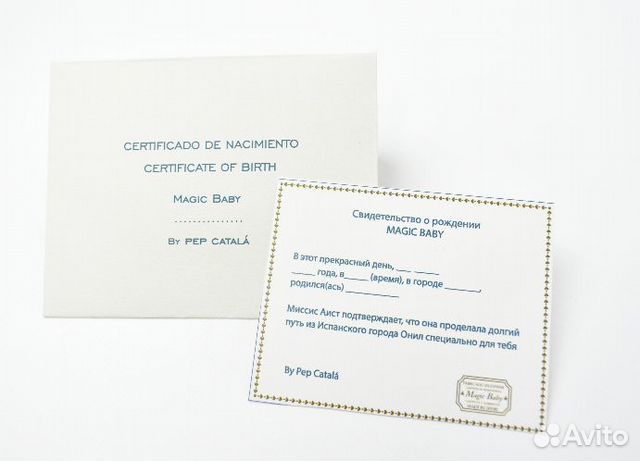 CERTIFICADO DE NACIMIENTO
CERTIFICATE OF BIRTH
MAGIC BABY
..............
BY PEP CATALÁ
Свидетельство о рождении
MAGIC BABY
В этот прекрасный день, ___ _____
_____ года, в_____ (время), в городе _______,
родился(ась) ___________
Миссис Аист подтверждает, что она проделала долгий
путь из Испанского города Онил специально для тебя
By Pep Catalá
Magic Baby
Avito